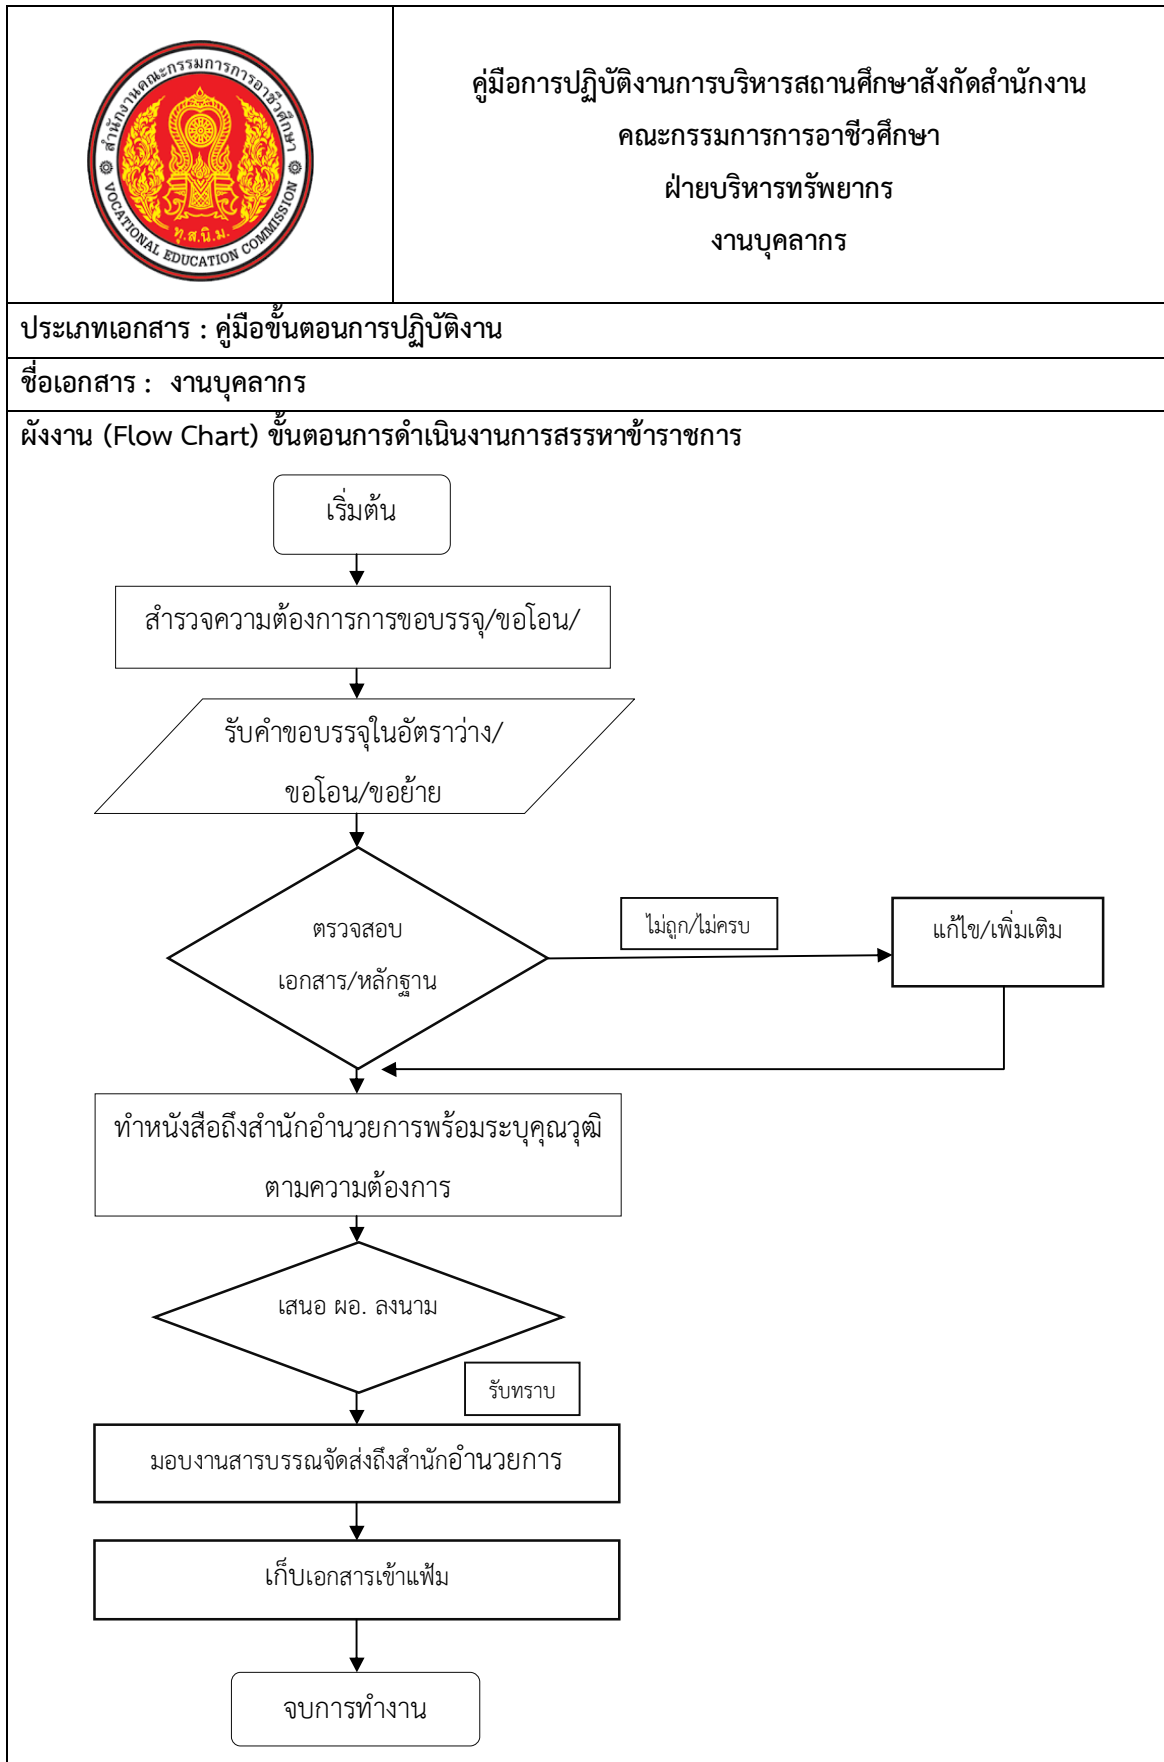 สำนักงานคณะกรรมการการอาชีวศึกษา
VOCATIONAL EDUCATION COMMISSION
ท.ส.นิ.ม.
คู่มือการปฏิบัติงานการบริหารสถานศึกษาสังกัดสำนักงาน
คณะกรรมการการอาชีวศึกษา
ฝ่ายบริหารทรัพยากร
งานบุคลากร
ประเภทเอกสาร : คู่มือขั้นตอนการปฏิบัติงาน
ชื่อเอกสาร : งานบุคลากร
ผังงาน (Flow Chart) ขั้นตอนการดำเนินงานการสรรหาข้าราชการ
เริ่มต้น
สำรวจความต้องการการขอบรรจุ/ขอโอน/
รับคำขอบรรจุในอัตราว่าง/
ขอโอน/ขอย้าย
ตรวจสอบ
เอกสาร/หลักฐาน
ไม่ถูก/ไม่ครบ
แก้ไข/เพิ่มเติม
ทำหนังสือถึงสำนักอำนวยการพร้อมระบุคุณวุฒิ
ตามความต้องการ
เสนอ ผอ. ลงนาม
รับทราบ
มอบงานสารบรรณจัดส่งถึงสำนักอำนวยการ
เก็บเอกสารเข้าแฟ้ม
จบการทำงาน